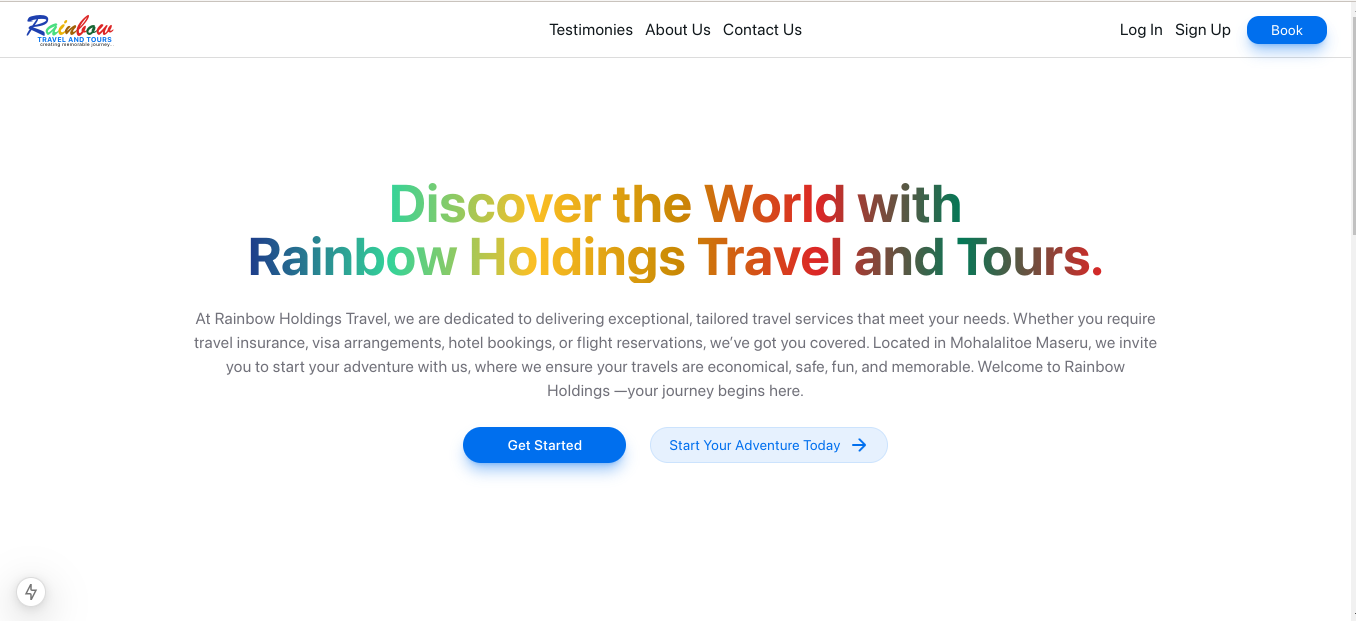 Rainbow
TRAVEL AND TOURS
creating memorable journey...
Testimonies About Us Contact Us
Log In Sign Up Book
Discover the World with
Rainbow Holdings Travel and Tours.
At Rainbow Holdings Travel, we are dedicated to delivering exceptional, tailored travel services that meet your needs. Whether you require
travel insurance, visa arrangements, hotel bookings, or flight reservations, we’ve got you covered. Located in Mohalalitoe Maseru, we invite
you to start your adventure with us, where we ensure your travels are economical, safe, fun, and memorable. Welcome to Rainbow
Holdings —your journey begins here.
Get Started
Start Your Adventure Today